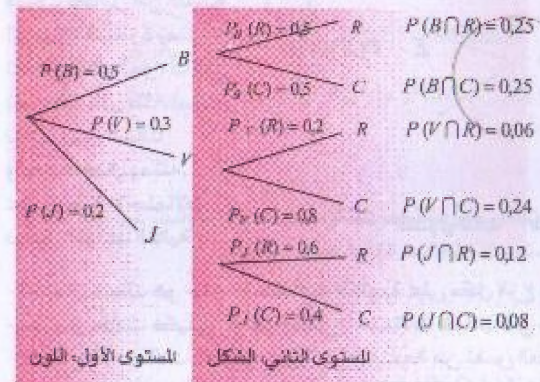 P_B (R) = 0,5 R P(B∩R) = 0,25
P(B) = 0,5 B
P_B (C) = 0,5 C P(B∩C) = 0,25
P(V) = 0,3 P_V (R) = 0,2 R P(V∩R) = 0,06
V
P_V (C) = 0,8 C P(V∩C) = 0,24
P(J) = 0,2 J P_J (R) = 0,6 R P(J∩R) = 0,12
P_J (C) = 0,4 C P(J∩C) = 0,08
المستوى الأول، اللون المستوى الثاني، الشكل